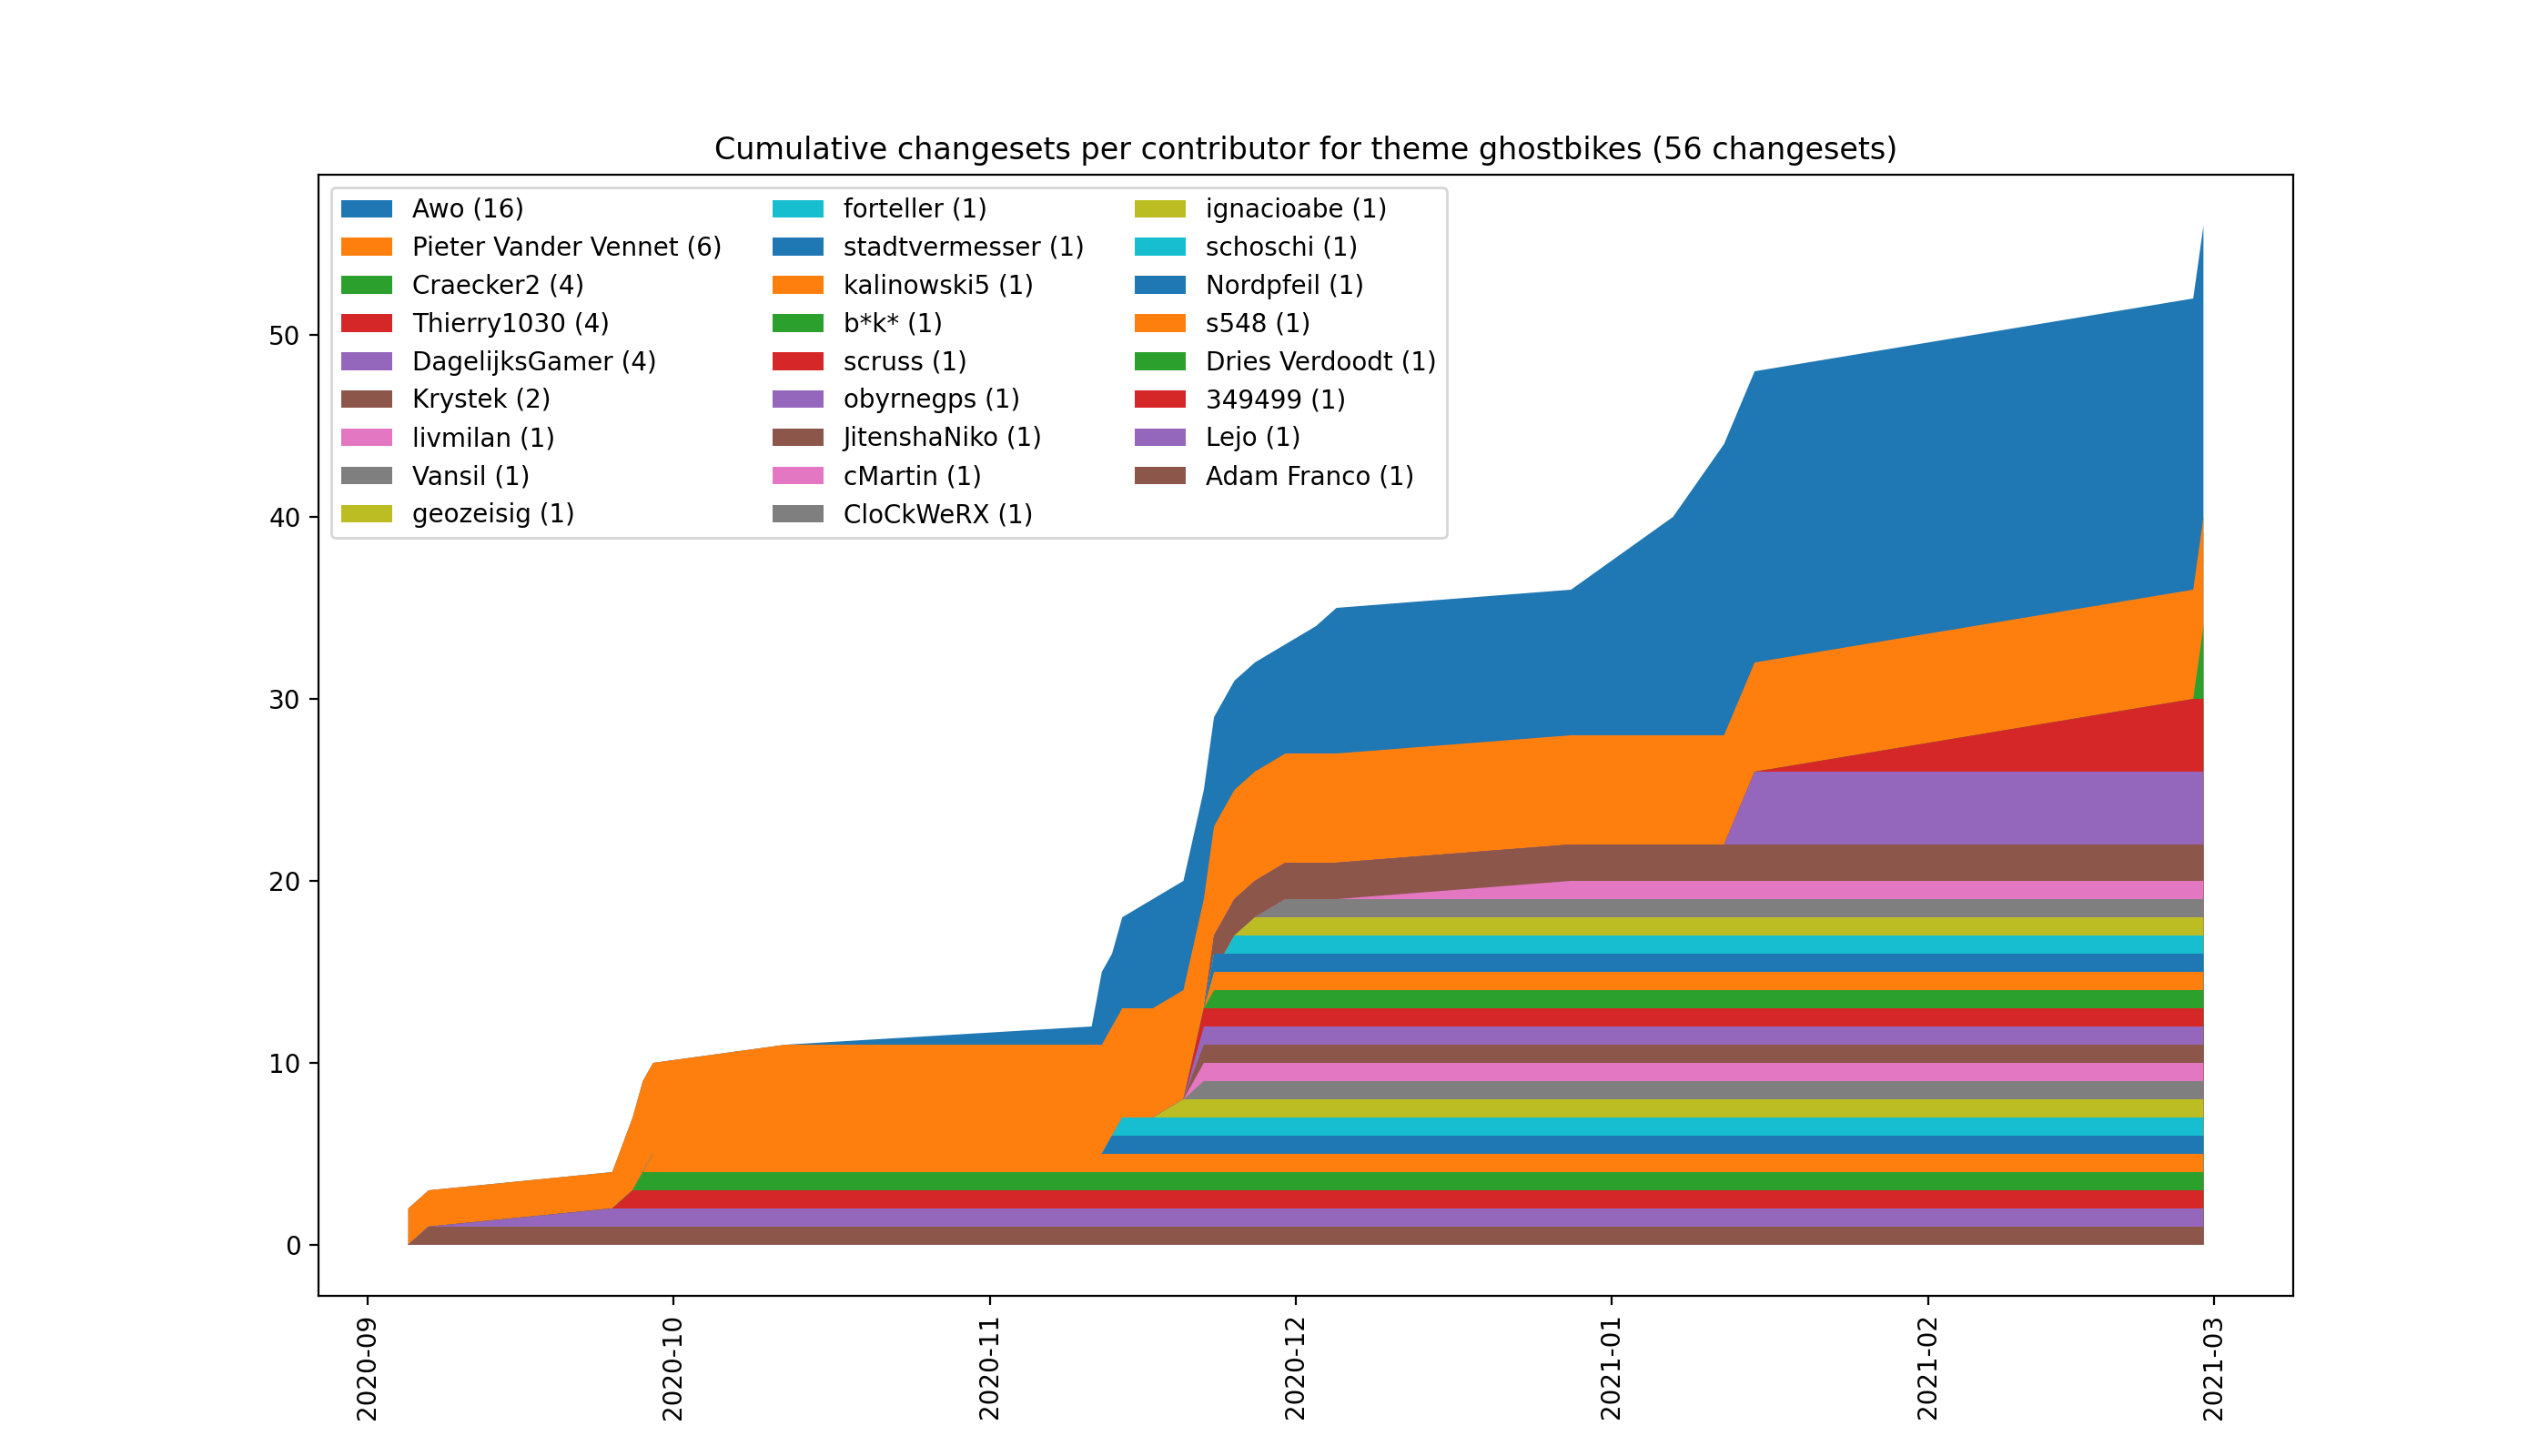 Cumulative changesets per contributor for theme ghostbikes (56 changesets)
Awo (16)
Pieter Vander Vennet (6)
Craecker2 (4)
Thierry1030 (4)
DagelijksGamer (4)
Krystek (2)
livmilan (1)
Vansil (1)
geozeisig (1)
forteller (1)
stadtvermesser (1)
kalinowski5 (1)
b*k* (1)
scruss (1)
obyrnegps (1)
JitenshaNiko (1)
cMartin (1)
CloCkWeRX (1)
ignacioabe (1)
schoschi (1)
Nordpfeil (1)
s548 (1)
Dries Verdoodt (1)
349499 (1)
Lejo (1)
Adam Franco (1)
50
40
30
20
10
0
2020-09
2020-10
2020-11
2020-12
2021-01
2021-02
2021-03